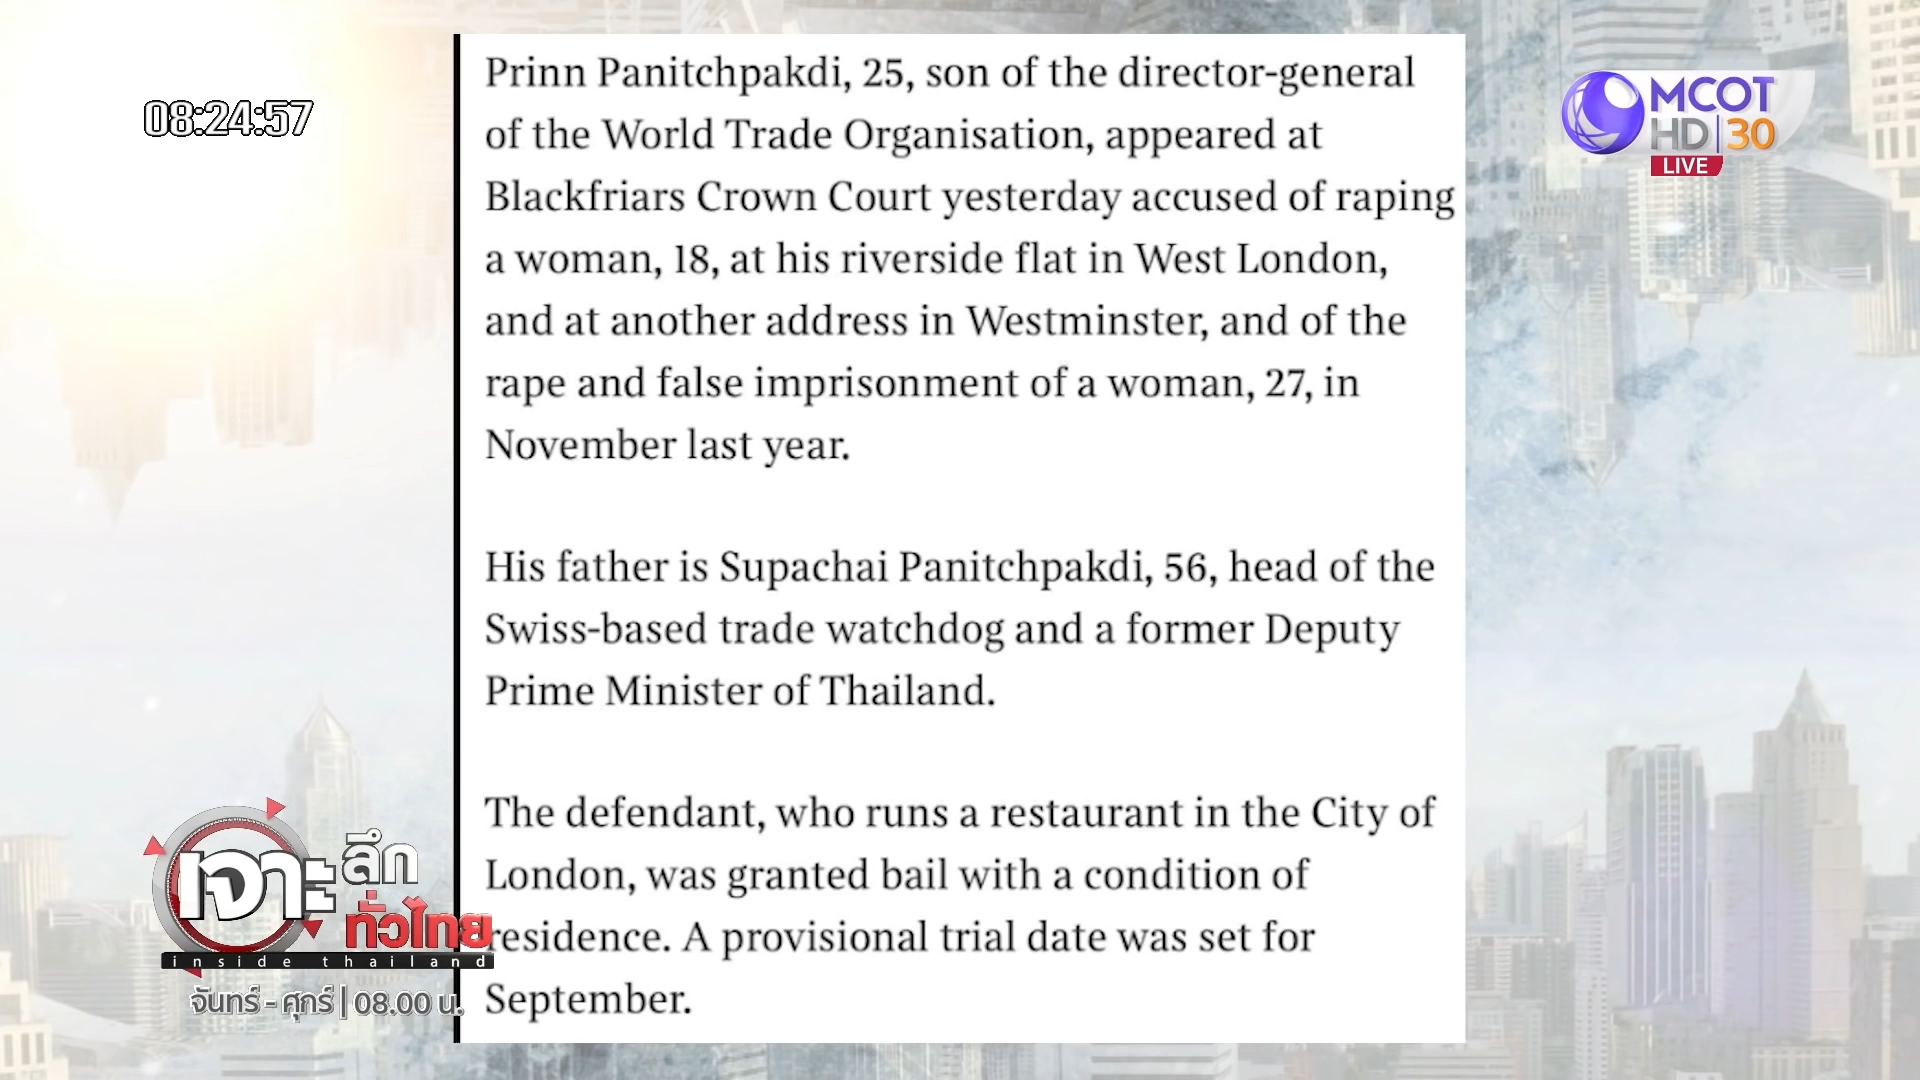 08:24:57
MCOT
HD 30
LIVE
Prinn Panitchpakdi, 25, son of the director-general
of the World Trade Organisation, appeared at
Blackfriars Crown Court yesterday accused of raping
a woman, 18, at his riverside flat in West London,
and at another address in Westminster, and of the
rape and false imprisonment of a woman, 27, in
November last year.
His father is Supachai Panitchpakdi, 56, head of the
Swiss-based trade watchdog and a former Deputy
Prime Minister of Thailand.
The defendant, who runs a restaurant in the City of
London, was granted bail with a condition of
residence. A provisional trial date was set for
September.
เจาะลึก
ทั่วไทย
inside thailand
จันทร์ - ศุกร์ | 08.00 น.